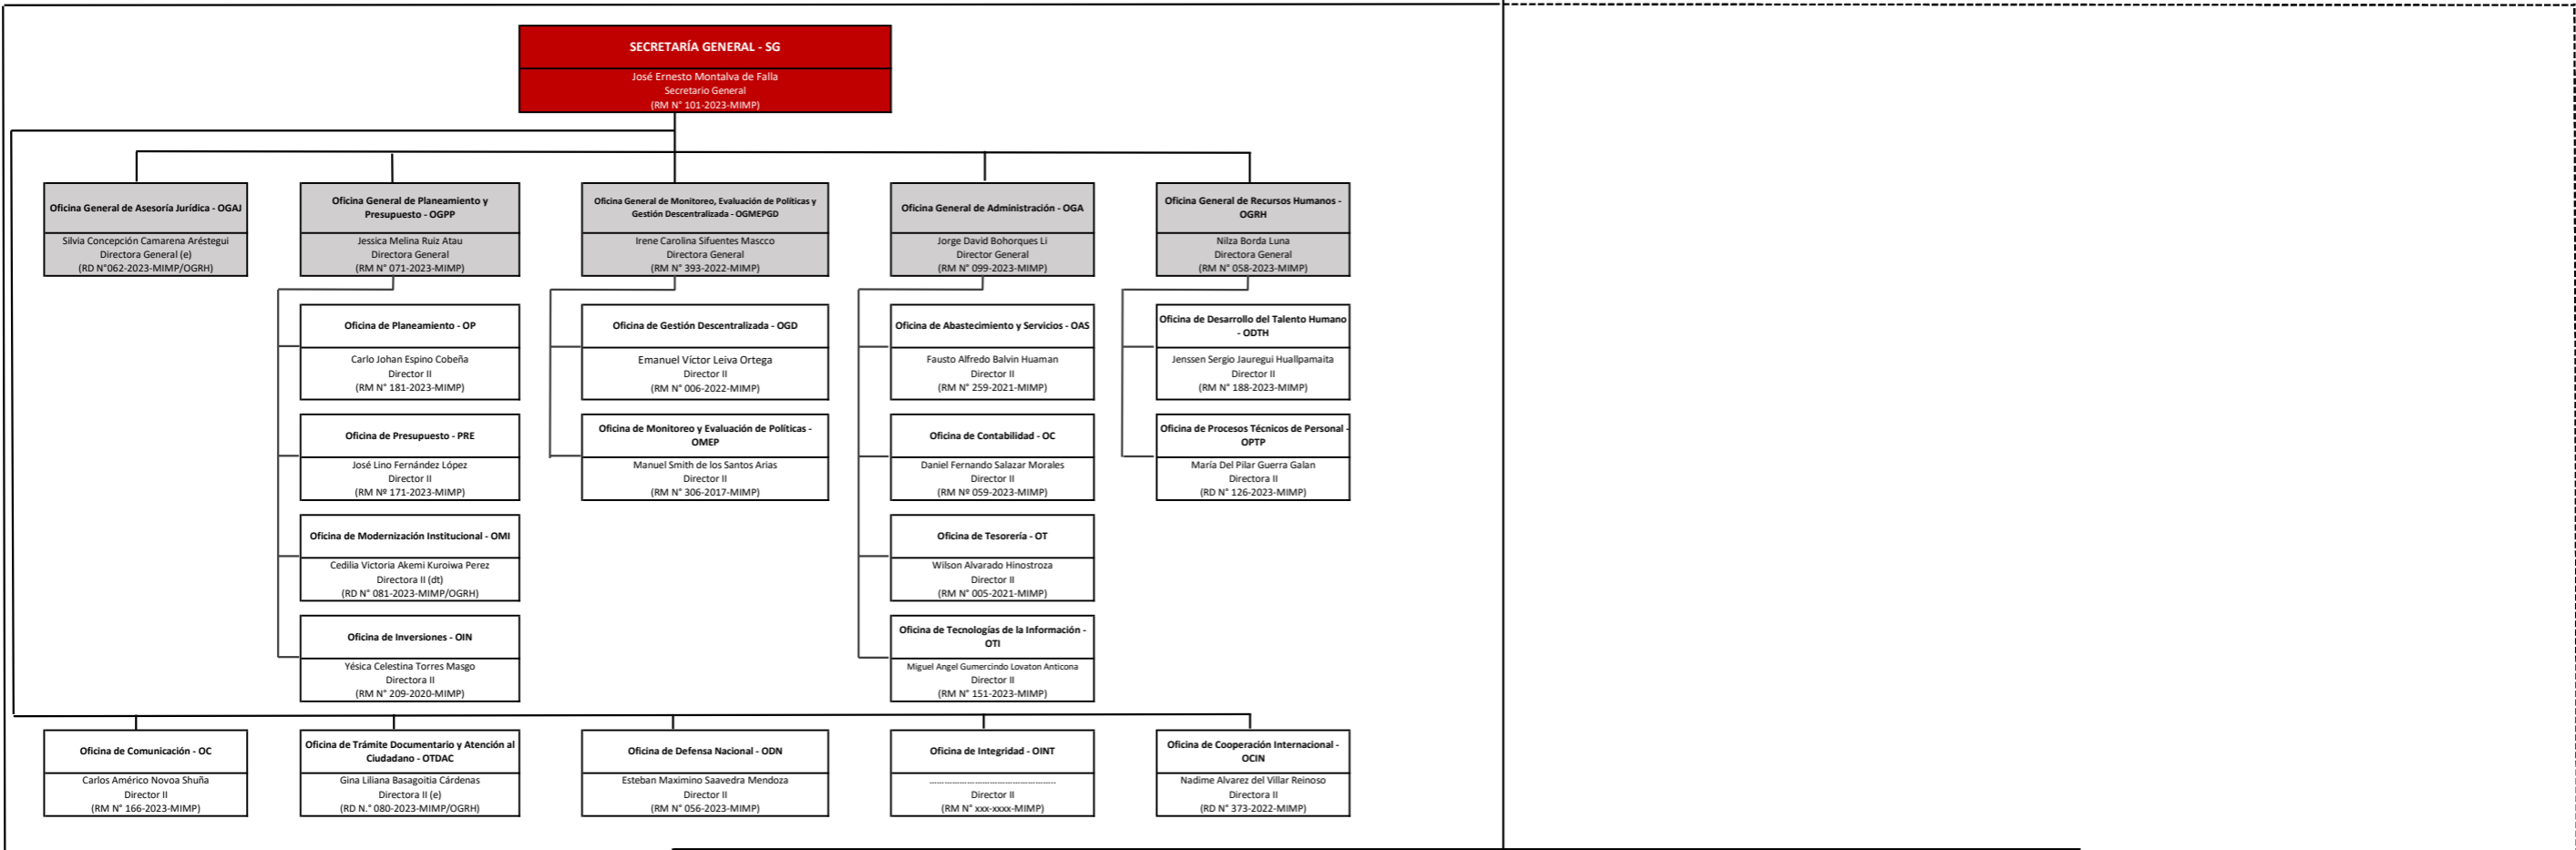 SECRETARÍA GENERAL - SG
José Ernesto Montalva de Falla
Secretario General
(RM N° 101-2023-MIMP)
Oficina General de Asesoría Jurídica - OGAJ
Silvia Concepción Camarena Aréstegui
Directora General (e)
(RD N°062-2023-MIMP/OGRH)
Oficina General de Planeamiento y
Presupuesto - OGPP
Jessica Melina Ruiz Atau
Directora General
(RM N° 071-2023-MIMP)
Oficina General de Monitoreo, Evaluación de Políticas y
Gestión Descentralizada - OGMEPGD
Irene Carolina Sifuentes Mascco
Directora General
(RM N° 393-2022-MIMP)
Oficina General de Administración - OGA
Jorge David Bohorques Li
Director General
(RM N° 099-2023-MIMP)
Oficina General de Recursos Humanos -
OGRH
Nilza Borda Luna
Directora General
(RM N° 058-2023-MIMP)
Oficina de Planeamiento - OP
Carlo Johan Espino Cobeña
Director II
(RM N° 181-2023-MIMP)
Oficina de Gestión Descentralizada - OGD
Emanuel Víctor Leiva Ortega
Director II
(RM N° 006-2022-MIMP)
Oficina de Abastecimiento y Servicios - OAS
Fausto Alfredo Balvin Huaman
Director II
(RM N° 259-2021-MIMP)
Oficina de Desarrollo del Talento Humano
- ODTH
Jenssen Sergio Jauregui Huallpamaita
Director II
(RM N° 188-2023-MIMP)
Oficina de Presupuesto - PRE
José Lino Fernández López
Director II
(RM Nº 171-2023-MIMP)
Oficina de Monitoreo y Evaluación de Políticas -
OMEP
Manuel Smith de los Santos Arias
Director II
(RM N° 306-2017-MIMP)
Oficina de Contabilidad - OC
Daniel Fernando Salazar Morales
Director II
(RM Nº 059-2023-MIMP)
Oficina de Procesos Técnicos de Personal -
OPTP
María Del Pilar Guerra Galan
Directora II
(RD N° 126-2023-MIMP)
Oficina de Modernización Institucional - OMI
Cedilia Victoria Akemi Kuroiwa Perez
Directora II (dt)
(RD N° 081-2023-MIMP/OGRH)
Oficina de Tesorería - OT
Wilson Alvarado Hinostroza
Director II
(RM N° 005-2021-MIMP)
Oficina de Inversiones - OIN
Yésica Celestina Torres Masgo
Directora II
(RM N° 209-2020-MIMP)
Oficina de Tecnologías de la Información -
OTI
Miguel Angel Gumercindo Lovaton Anticona
Director II
(RM N° 151-2023-MIMP)
Oficina de Comunicación - OC
Carlos Américo Novoa Shuña
Director II
(RM N° 166-2023-MIMP)
Oficina de Trámite Documentario y Atención al
Ciudadano - OTDAC
Gina Liliana Basagoitia Cárdenas
Directora II (e)
(RD N.° 080-2023-MIMP/OGRH)
Oficina de Defensa Nacional - ODN
Esteban Maximino Saavedra Mendoza
Director II
(RM N° 056-2023-MIMP)
Oficina de Integridad - OINT
................................................
Director II
(RM N° xxx-xxxx-MIMP)
Oficina de Cooperación Internacional -
OCIN
Nadime Alvarez del Villar Reinoso
Directora II
(RD N° 373-2022-MIMP)